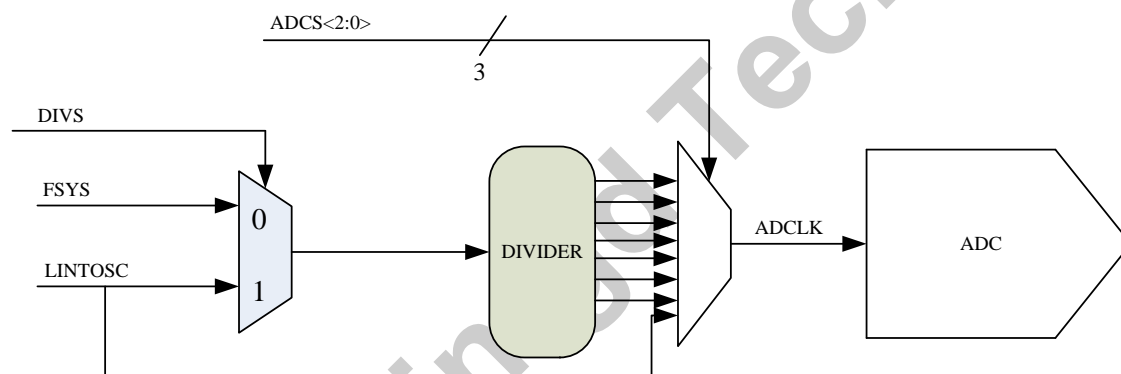 ADCS<2:0>
3
DIVS
FSYS
0
LINTOSC
1
DIVIDER
ADCLK
ADC